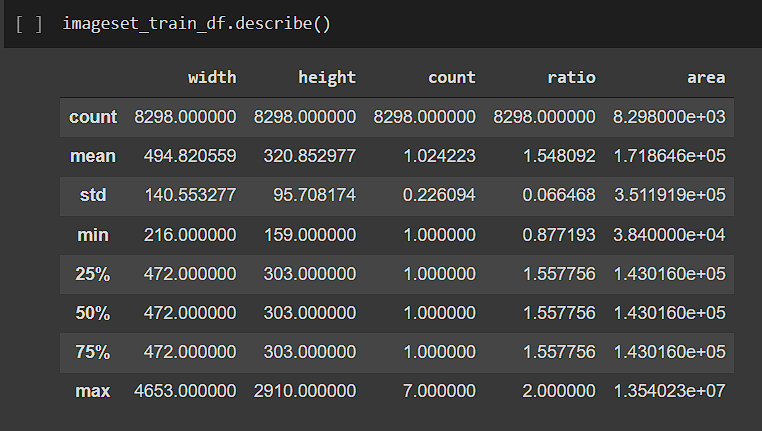 [ ] imageset_train_df.describe()
width height count ratio area
count 8298.000000 8298.000000 8298.000000 8298.000000 8.298000e+03
mean 494.820559 320.852977 1.024223 1.548092 1.718646e+05
std 140.553277 95.708174 0.226094 0.066468 3.511919e+05
min 216.000000 159.000000 1.000000 0.877193 3.840000e+04
25% 472.000000 303.000000 1.000000 1.557756 1.430160e+05
50% 472.000000 303.000000 1.000000 1.557756 1.430160e+05
75% 472.000000 303.000000 1.000000 1.557756 1.430160e+05
max 4653.000000 2910.000000 7.000000 2.000000 1.354023e+07